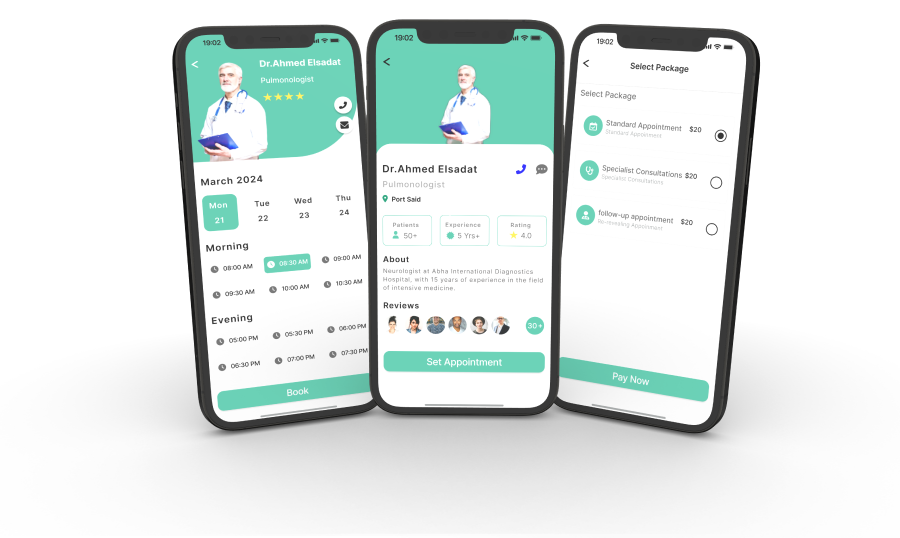 19:02
Dr.Ahmed Elsadat
Pulmonologist
March 2024
Mon Tue Wed Thu
21 22 23 24
Morning
08:00 AM 08:30 AM 09:00 AM
09:30 AM 10:00 AM 10:30 AM
Evening
05:00 PM 05:30 PM 06:00 PM
06:30 PM 07:00 PM 07:30 PM
Book
19:02
Dr.Ahmed Elsadat
Pulmonologist
Port Said
Patients Experience Rating
50+ 5 Yrs+ 4.0
About
Neurologist at Abha International Diagnostics
Hospital, with 15 years of experience in the field
of intensive medicine.
Reviews
30+
Set Appointment
19:02
Select Package
Select Package
Standard Appointment $20
Standard Appointment
Specialist Consultations $20
Specialist Consultations
follow-up appointment $20
Re-revealing Appointment
Pay Now